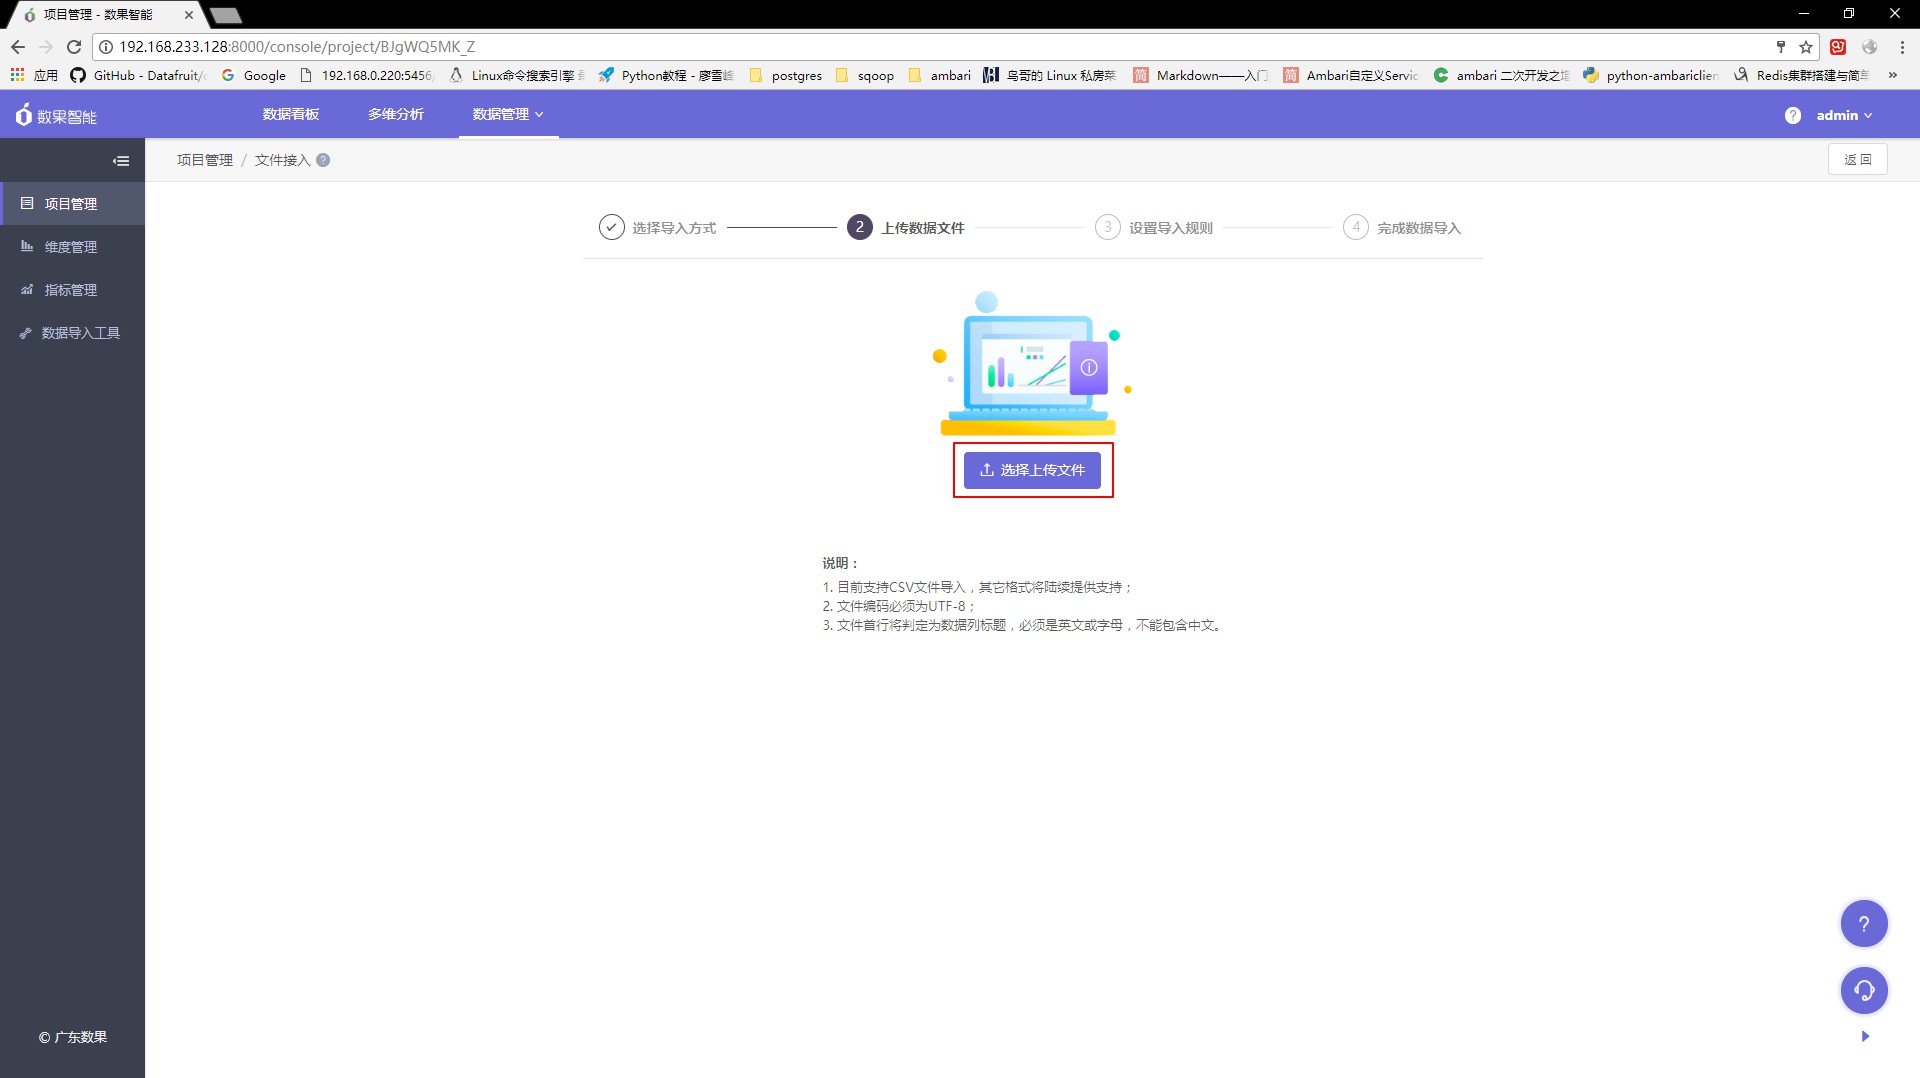 项目管理 - 数果智能
192.168.233.128:8000/console/project/BJgWQ5MK_Z
应用 GitHub - Datafruit/ Google 192.168.0.220:5456 Linux命令搜索引擎 Python教程 - 廖雪峰 postgres sqoop ambari 鸟哥的 Linux 私房菜 Markdown——入门 Ambari自定义Servic ambari 二次开发之 python-ambariclien Redis集群搭建与简单 »
数果智能 数据看板 多维分析 数据管理 ? admin
项目管理 / 文件接入 ? 返 回
项目管理
维度管理
指标管理
数据导入工具
选择导入方式 2 上传数据文件 3 设置导入规则 4 完成数据导入
选择上传文件
说明：
1. 目前支持CSV文件导入，其它格式将陆续提供支持；
2. 文件编码必须为UTF-8；
3. 文件首行将判定为数据列标题，必须是英文或字母，不能包含中文。
?
© 广东数果